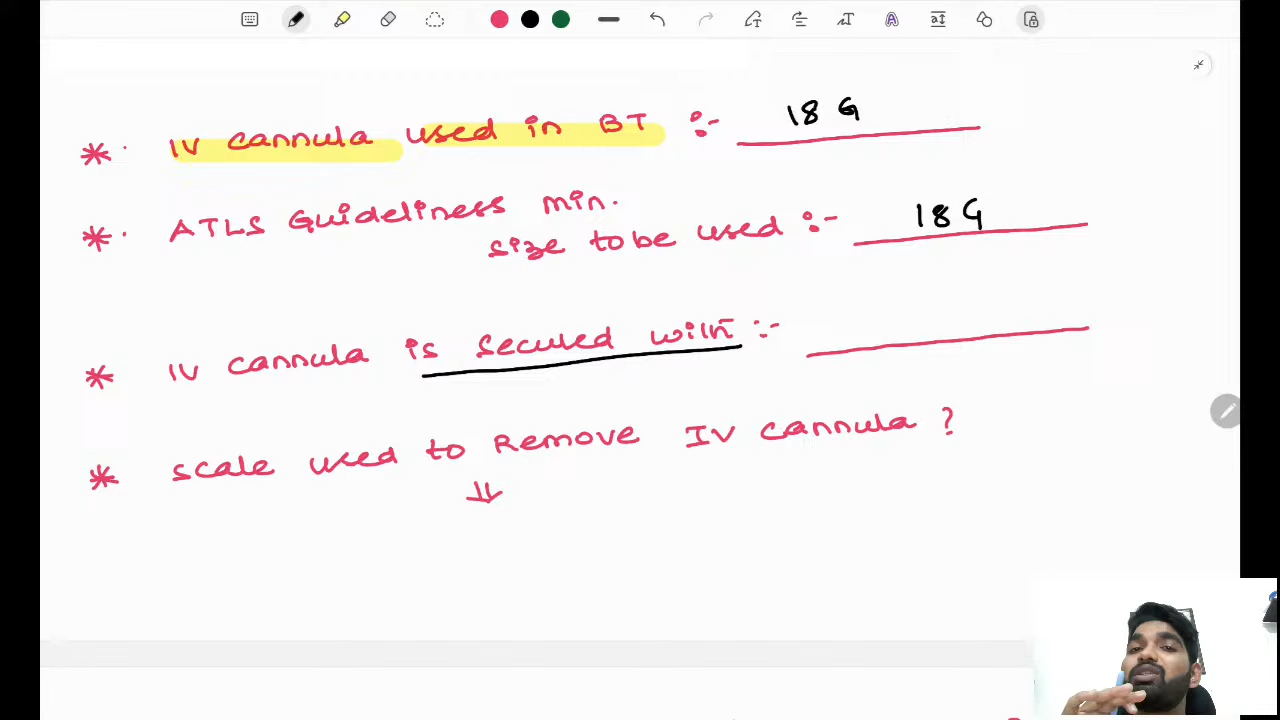 * IV cannula used in BT :- 18 G
* ATLS Guideliness min.
size to be used :- 18 G
* IV cannula is secured with :-
* scale used to Remove IV cannula ?